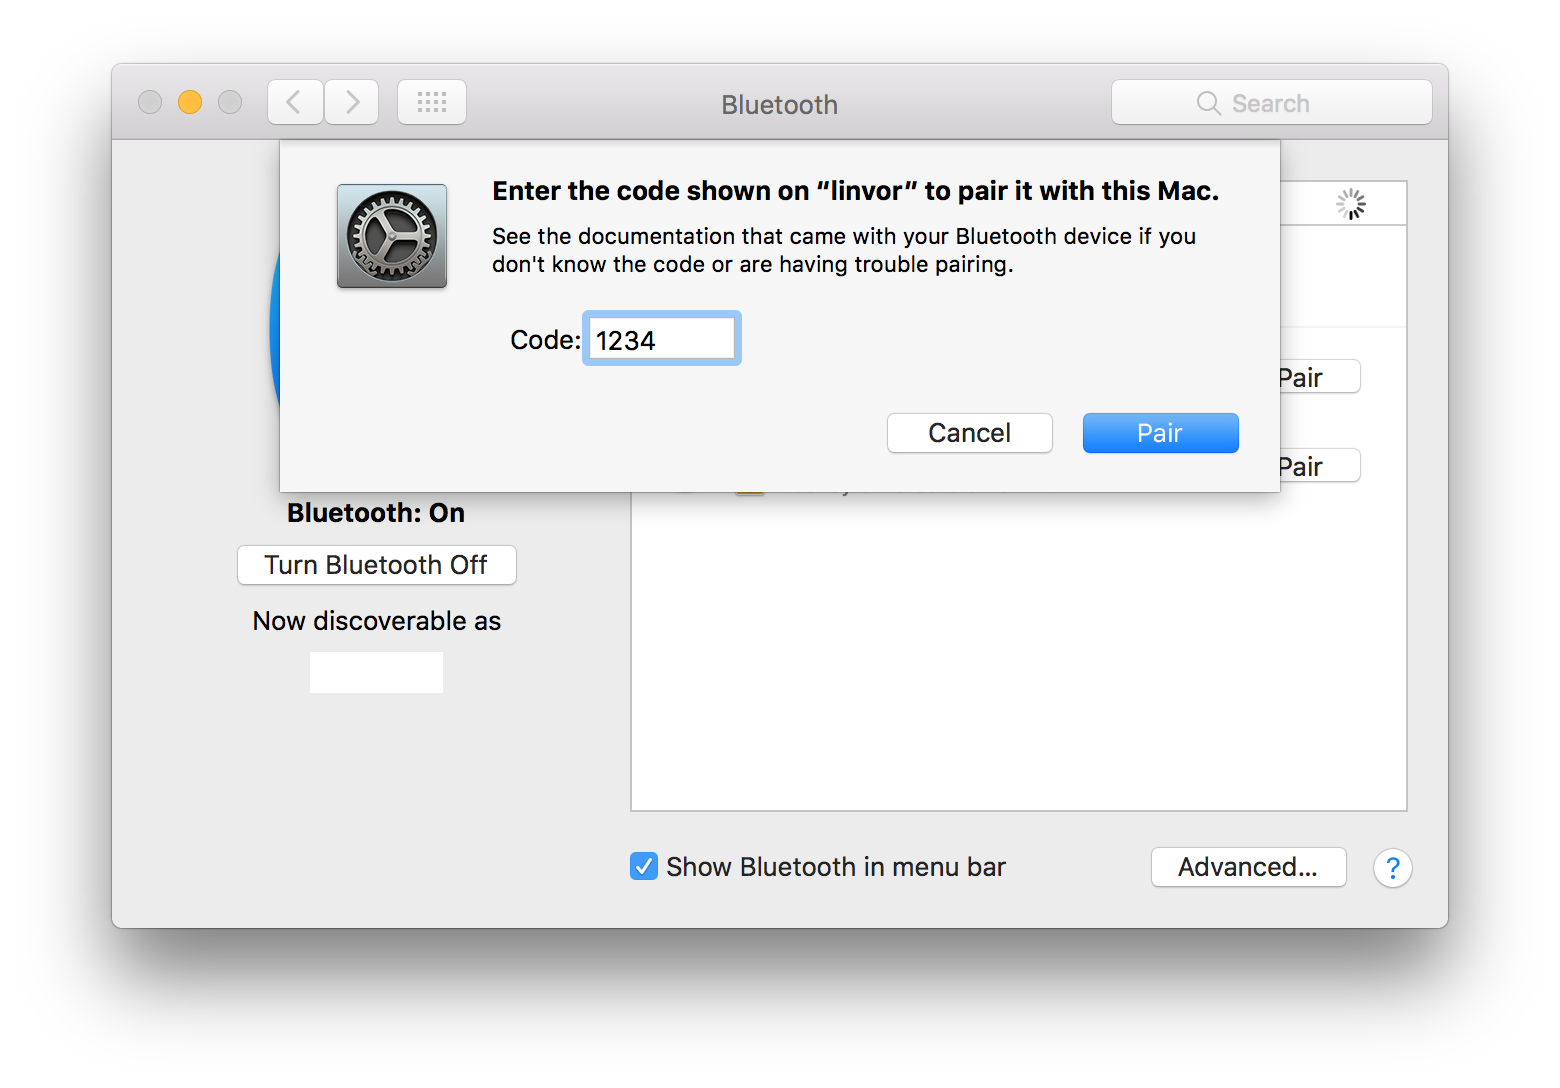 Bluetooth
Search
Enter the code shown on “linvor” to pair it with this Mac.
See the documentation that came with your Bluetooth device if you
don't know the code or are having trouble pairing.
Code: 1234
Pair
Cancel
Pair
Pair
Bluetooth: On
Turn Bluetooth Off
Now discoverable as
Show Bluetooth in menu bar
Advanced...
?